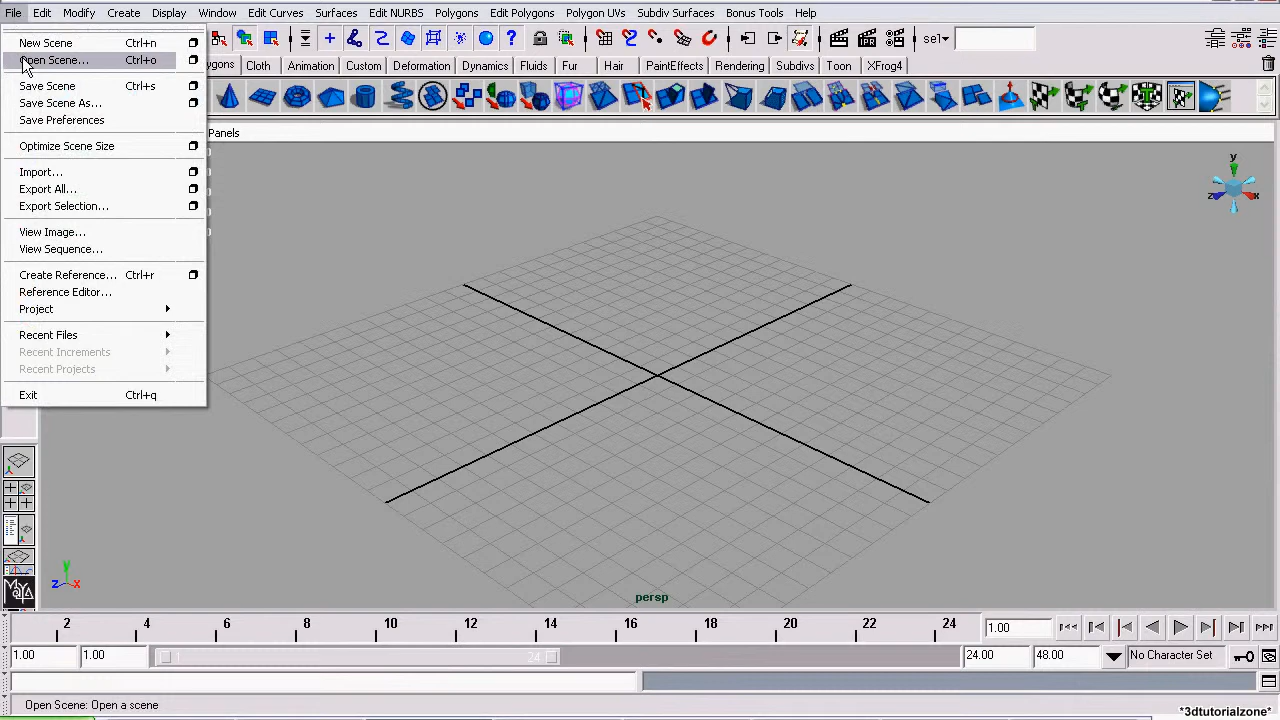 File Edit Modify Create Display Window Edit Curves Surfaces Edit NURBS Polygons Edit Polygons Polygon UVs Subdiv Surfaces Bonus Tools Help
sel
Cloth Animation Custom Deformation Dynamics Fluids Fur Hair PaintEffects Rendering Subdivs Toon XFrog4
New Scene Ctrl+n
Open Scene... Ctrl+o
Save Scene Ctrl+s
Save Scene As...
Save Preferences
Optimize Scene Size
Import...
Export All...
Export Selection...
View Image...
View Sequence...
Create Reference... Ctrl+r
Reference Editor...
Project
Recent Files
Recent Increments
Recent Projects
Exit Ctrl+q
Panels
y
z x
y
z x
persp
MAYA
2 4 6 8 10 12 14 16 18 20 22 24
1.00
1.00 1.00 1 24 24.00 48.00 No Character Set
Open Scene: Open a scene
*3dtutorialzone*